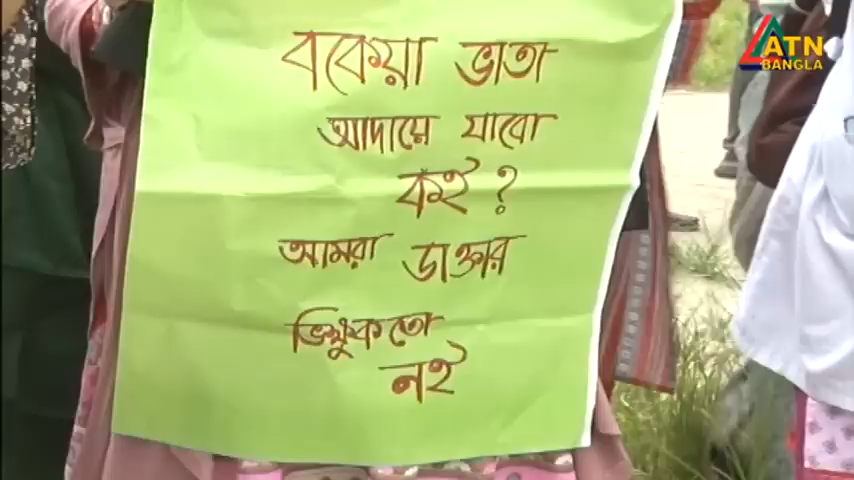 ATN
BANGLA
বকেয়া ভাতা
আদায়ে যাবো
কই ?
আমরা ডাক্তার
ভিক্ষুক তো
নই